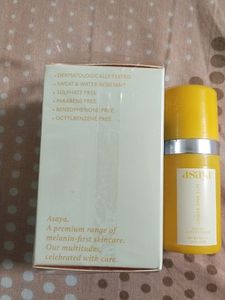 • DERMATOLOGICALLY TESTED
• SWEAT & WATER RESISTANT
• SULPHATE FREE
• PARABENS FREE
• BENZOPHENONE FREE
• OCTYLBENZENE FREE
Asaya.
A premium range of
melanin-first skincare.
Our multitudes,
celebrated with care.
asaya